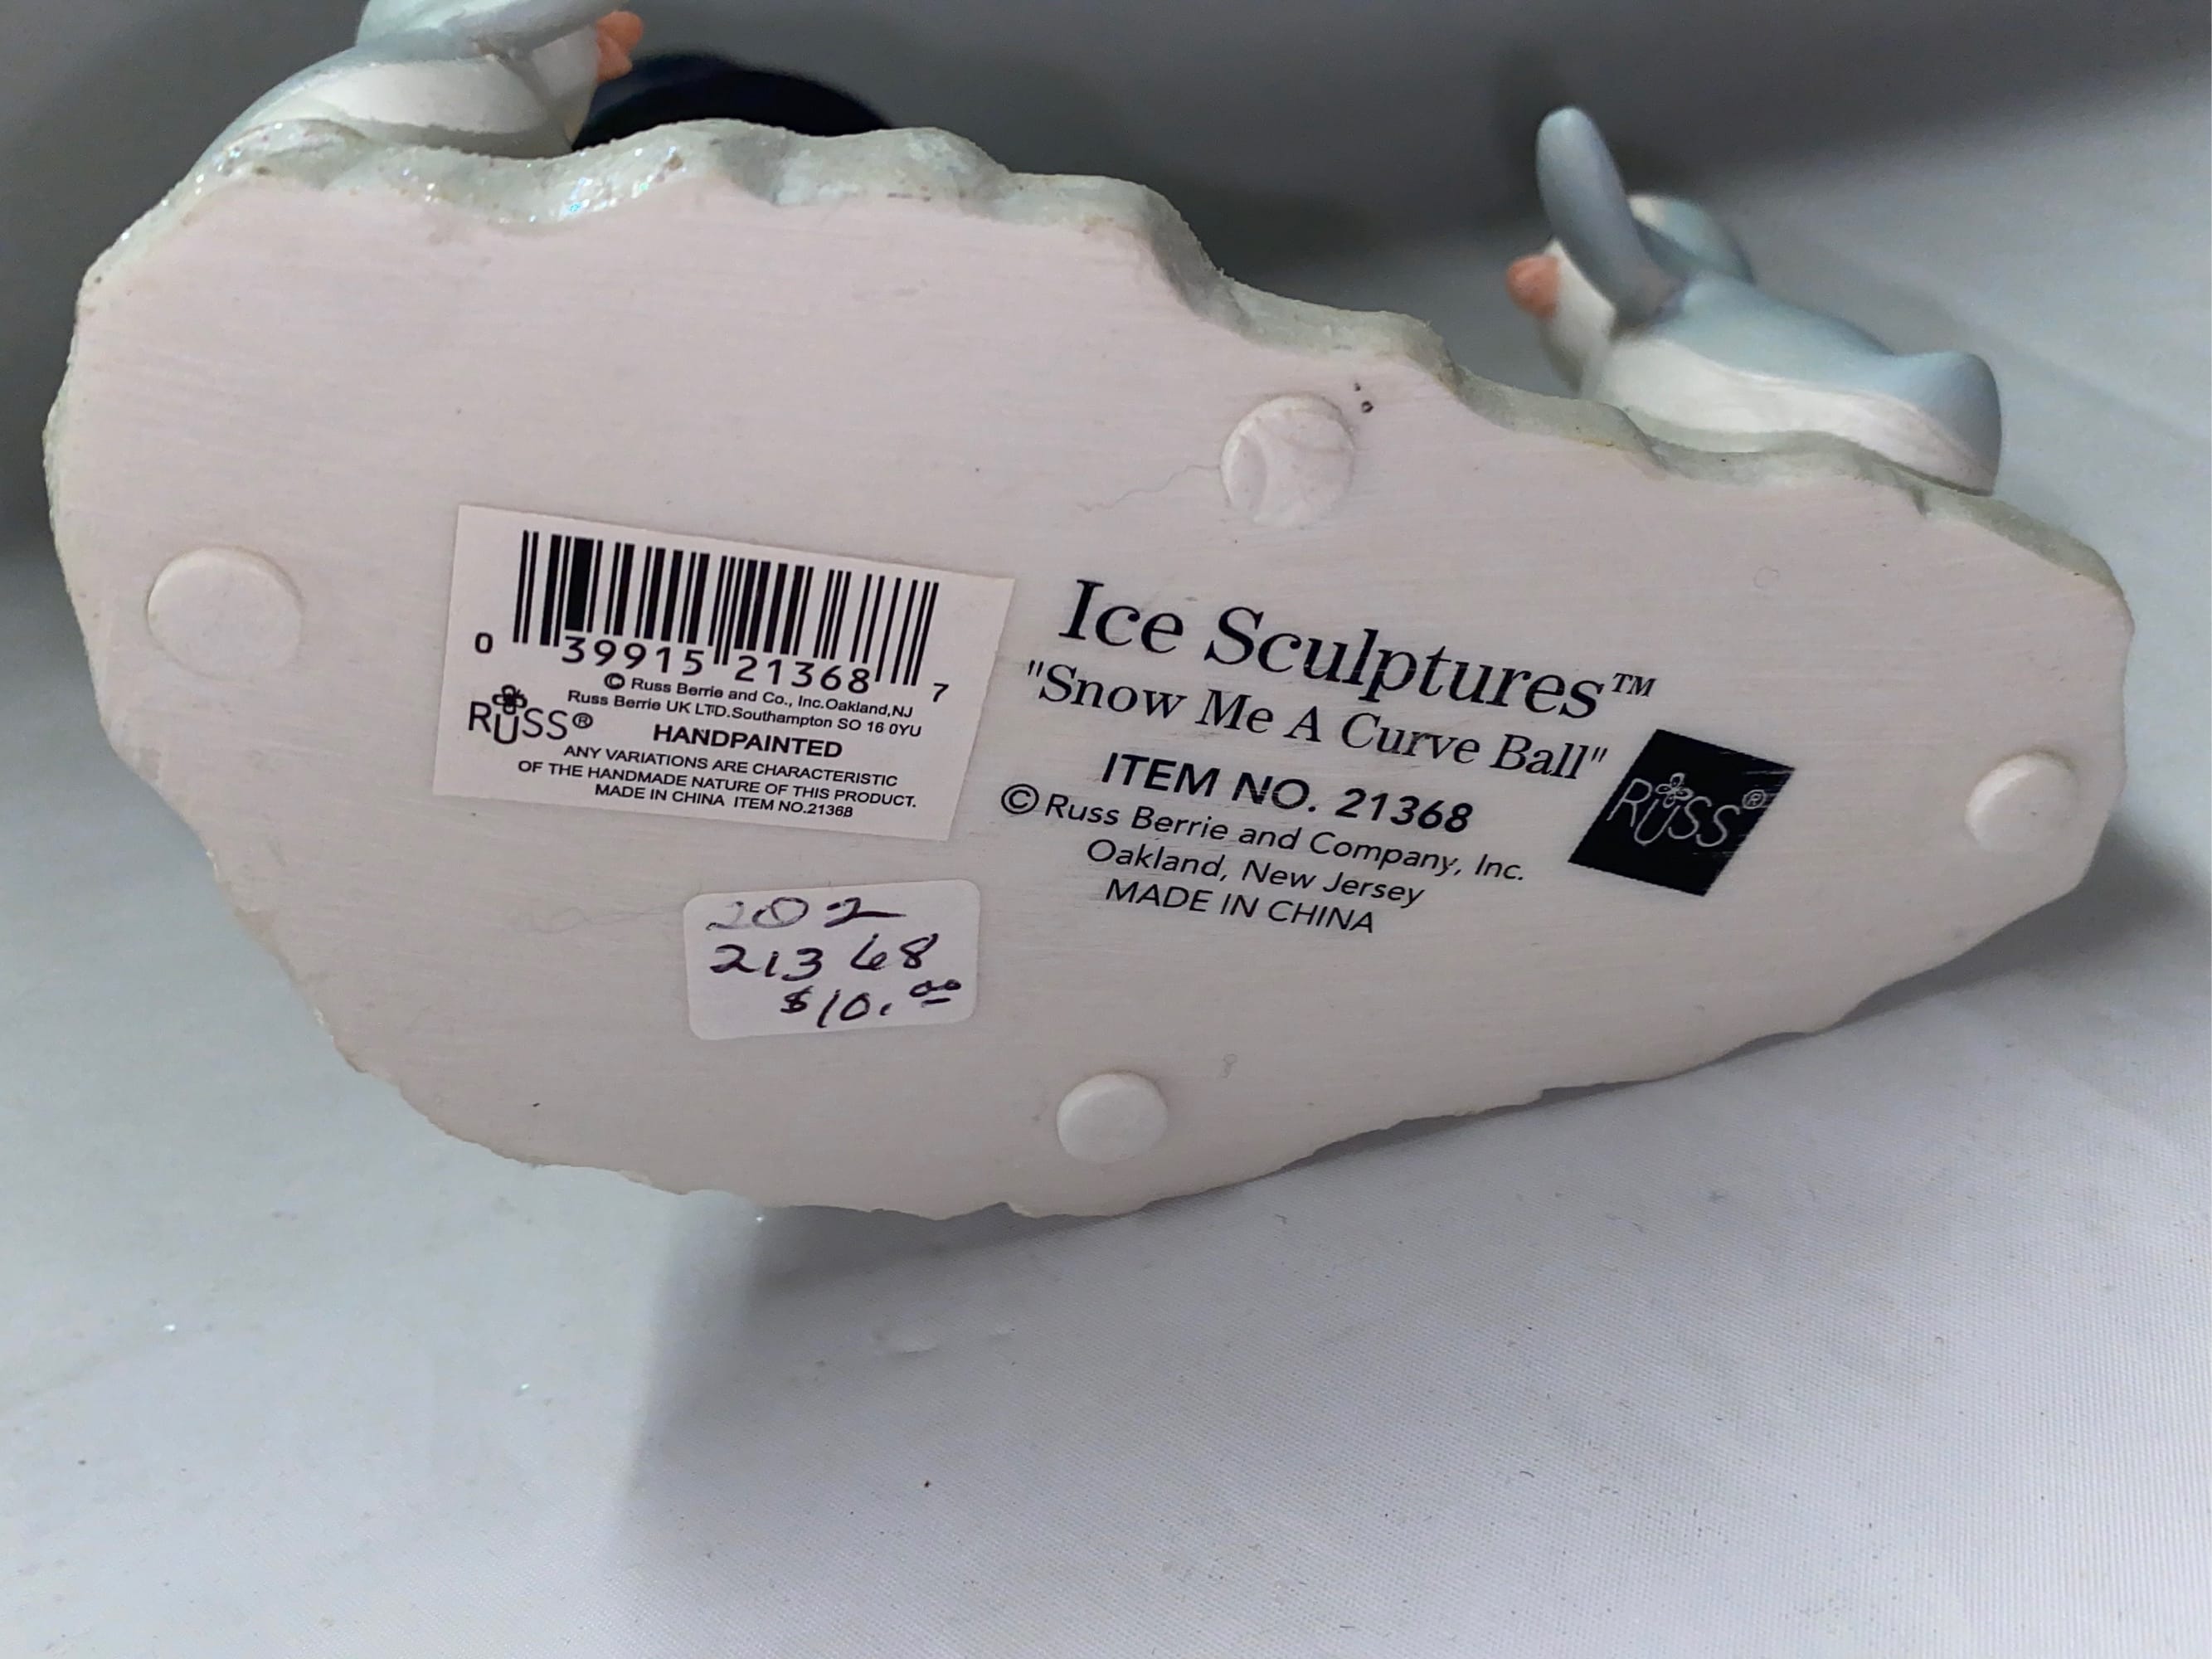 0 39915 21368 7
© Russ Berrie and Co., Inc.Oakland,NJ
Russ Berrie UK LTD.Southampton SO 16 0YU
RUSS®
HANDPAINTED
ANY VARIATIONS ARE CHARACTERISTIC
OF THE HANDMADE NATURE OF THIS PRODUCT.
MADE IN CHINA ITEM NO.21368
Ice Sculptures™
"Snow Me A Curve Ball"
ITEM NO. 21368
© Russ Berrie and Company, Inc.
Oakland, New Jersey
MADE IN CHINA
RUSS®
202
21368
$10.00